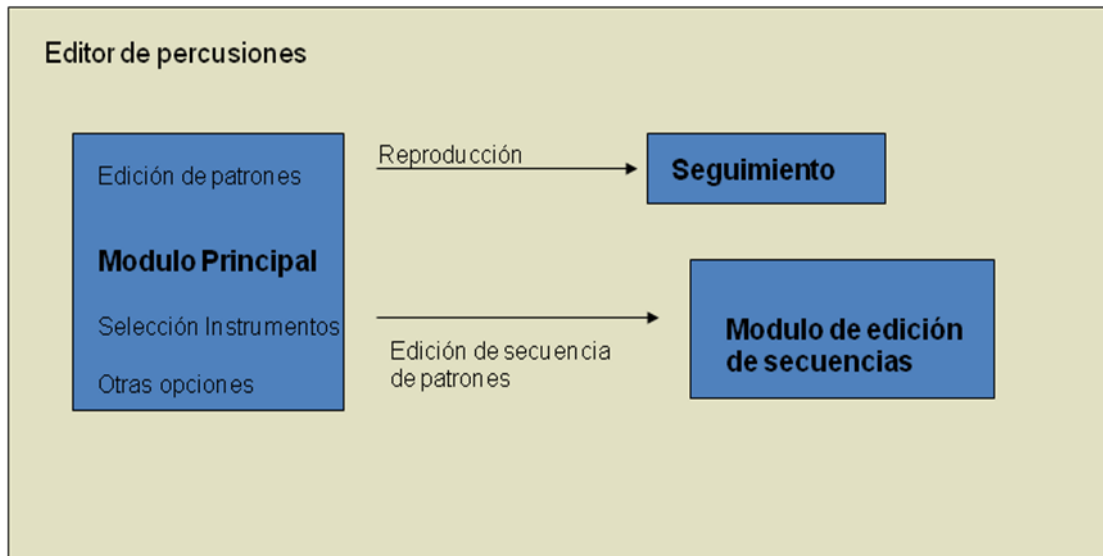 Editor de percusiones
Edición de patrones
Modulo Principal
Selección Instrumentos
Otras opciones
Reproducción
Seguimiento
Edición de secuencia
de patrones
Modulo de edición
de secuencias